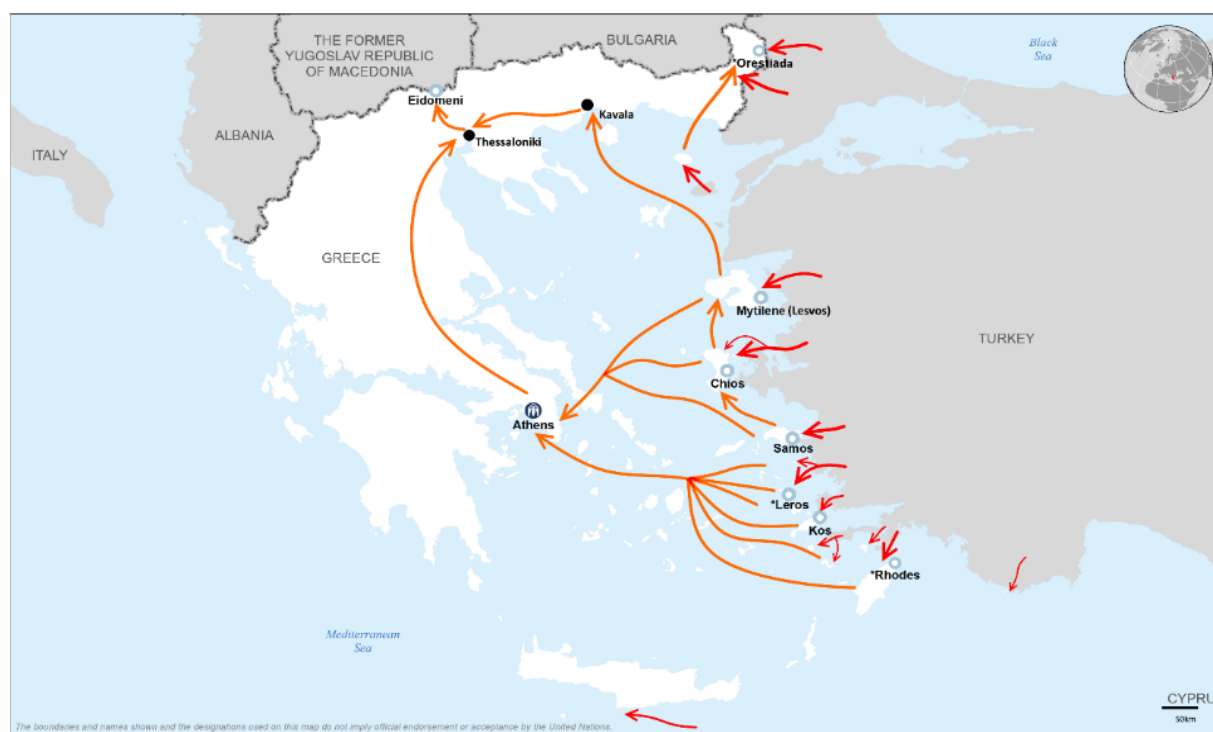 THE FORMER
YUGOSLAV REPUBLIC
OF MACEDONIA
BULGARIA
Black
Sea
*Orestiada
Eidomeni
Kavala
ALBANIA
Thessaloniki
ITALY
GREECE
Mytilene (Lesvos)
TURKEY
Chios
Athens
Samos
*Leros
Kos
*Rhodes
Mediterranean
Sea
CYPRU
50km
The boundaries and names shown and the designations used on this map do not imply official endorsement or acceptance by the United Nations.